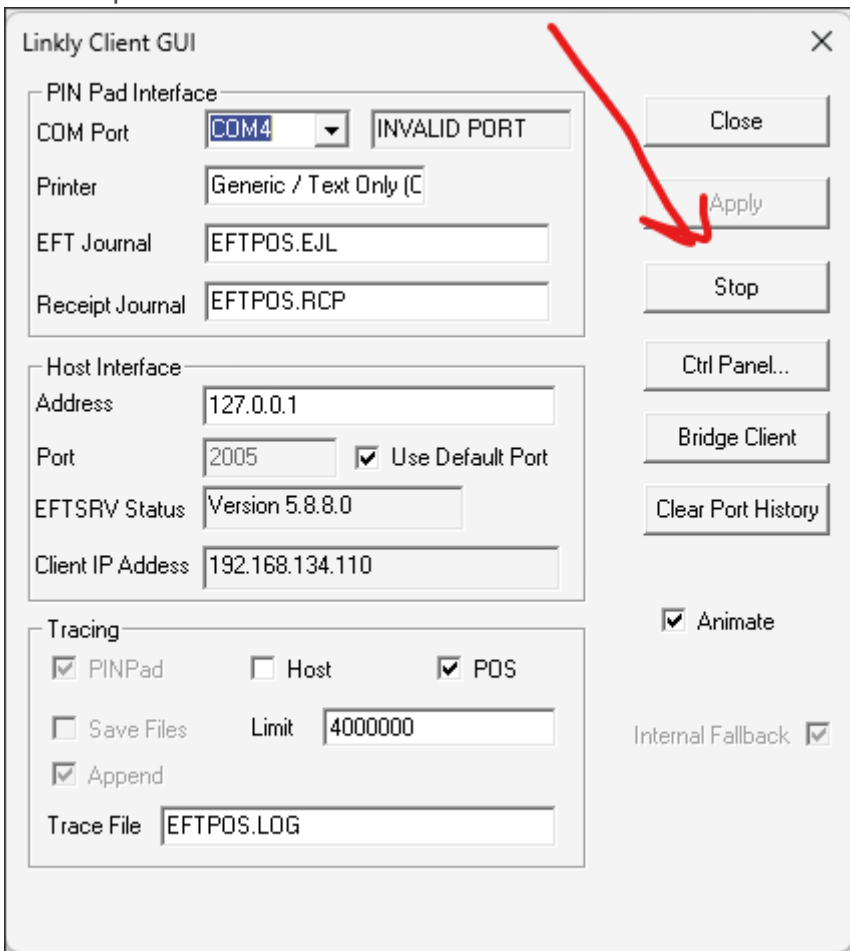 Linkly Client GUI
PIN Pad Interface
COM Port COM4 INVALID PORT
Printer Generic / Text Only (C
EFT Journal EFTPOS.EJL
Receipt Journal EFTPOS.RCP
Close
Apply
Stop
Ctrl Panel...
Bridge Client
Clear Port History
Host Interface
Address 127.0.0.1
Port 2005 Use Default Port
EFTSRV Status Version 5.8.8.0
Client IP Addess 192.168.134.110
Animate
Internal Fallback
Tracing
PINPad Host POS
Save Files Limit 4000000
Append
Trace File EFTPOS.LOG